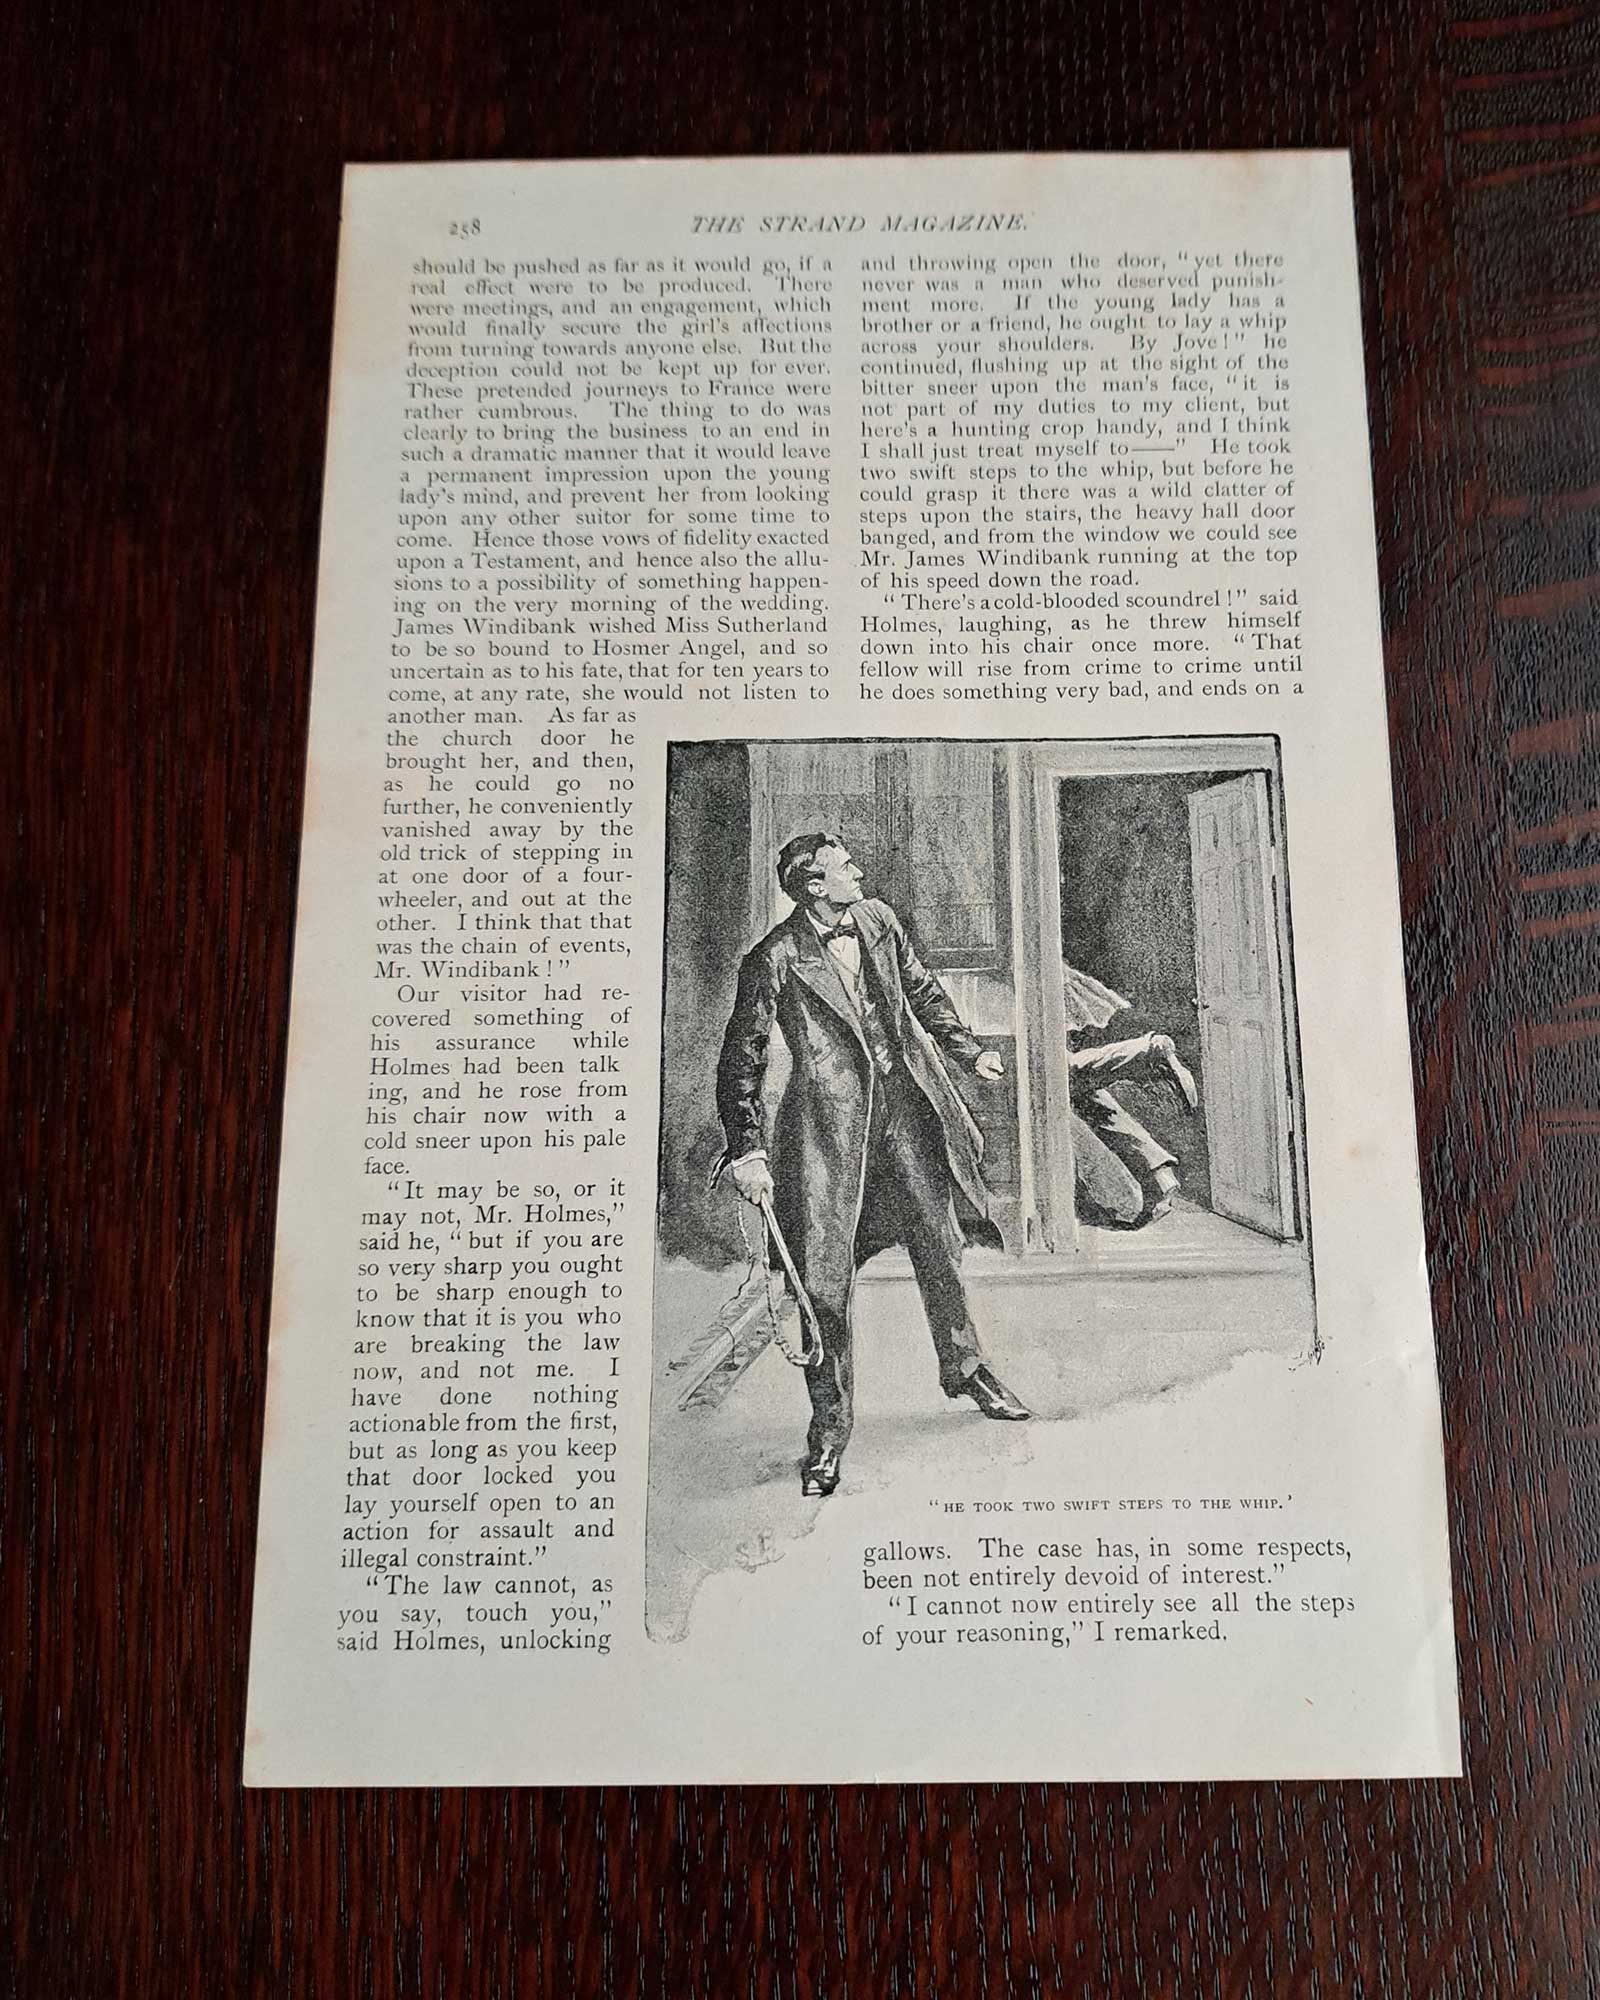 258
THE STRAND MAGAZINE.
should be pushed as far as it would go, if a
real effect were to be produced. There
were meetings, and an engagement, which
would finally secure the girl's affections
from turning towards anyone else. But the
deception could not be kept up for ever.
These pretended journeys to France were
rather cumbrous. The thing to do was
clearly to bring the business to an end in
such a dramatic manner that it would leave
a permanent impression upon the young
lady's mind, and prevent her from looking
upon any other suitor for some time to
come. Hence those vows of fidelity exacted
upon a Testament, and hence also the allu-
sions to a possibility of something happen-
ing on the very morning of the wedding.
James Windibank wished Miss Sutherland
to be so bound to Hosmer Angel, and so
uncertain as to his fate, that for ten years to
come, at any rate, she would not listen to
another man. As far as
the church door he
brought her, and then,
as he could go no
further, he conveniently
vanished away by the
old trick of stepping in
at one door of a four-
wheeler, and out at the
other. I think that that
was the chain of events,
Mr. Windibank!"
Our visitor had re-
covered something of
his assurance while
Holmes had been talk
ing, and he rose from
his chair now with a
cold sneer upon his pale
face.
"It may be so, or it
may not, Mr. Holmes,"
said he, "but if you are
so very sharp you ought
to be sharp enough to
know that it is you who
are breaking the law
now, and not me. I
have done nothing
actionable from the first,
but as long as you keep
that door locked you
lay yourself open to an
action for assault and
illegal constraint."
"The law cannot, as
you say, touch you,"
said Holmes, unlocking
and throwing open the door, "yet there
never was a man who deserved punish-
ment more. If the young lady has a
brother or a friend, he ought to lay a whip
across your shoulders. By Jove!" he
continued, flushing up at the sight of the
bitter sneer upon the man's face, "it is
not part of my duties to my client, but
here's a hunting crop handy, and I think
I shall just treat myself to——" He took
two swift steps to the whip, but before he
could grasp it there was a wild clatter of
steps upon the stairs, the heavy hall door
banged, and from the window we could see
Mr. James Windibank running at the top
of his speed down the road.
"There's a cold-blooded scoundrel!" said
Holmes, laughing, as he threw himself
down into his chair once more. "That
fellow will rise from crime to crime until
he does something very bad, and ends on a
"HE TOOK TWO SWIFT STEPS TO THE WHIP.'
gallows. The case has, in some respects,
been not entirely devoid of interest."
"I cannot now entirely see all the steps
of your reasoning," I remarked.